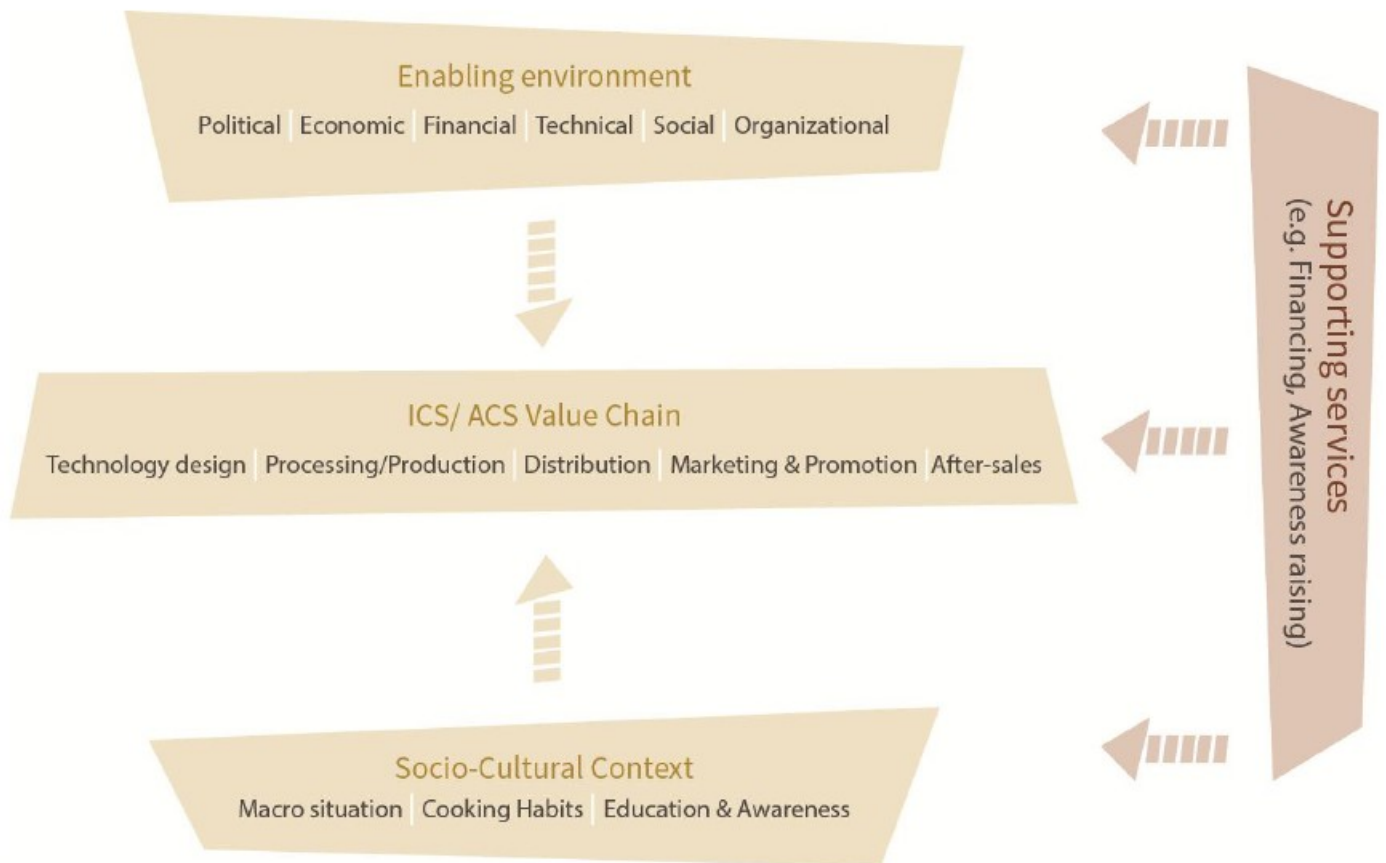 Enabling environment
Political | Economic | Financial | Technical | Social | Organizational
ICS/ ACS Value Chain
Technology design | Processing/Production | Distribution | Marketing & Promotion | After-sales
Socio-Cultural Context
Macro situation | Cooking Habits | Education & Awareness
Supporting services
(e.g. Financing, Awareness raising)